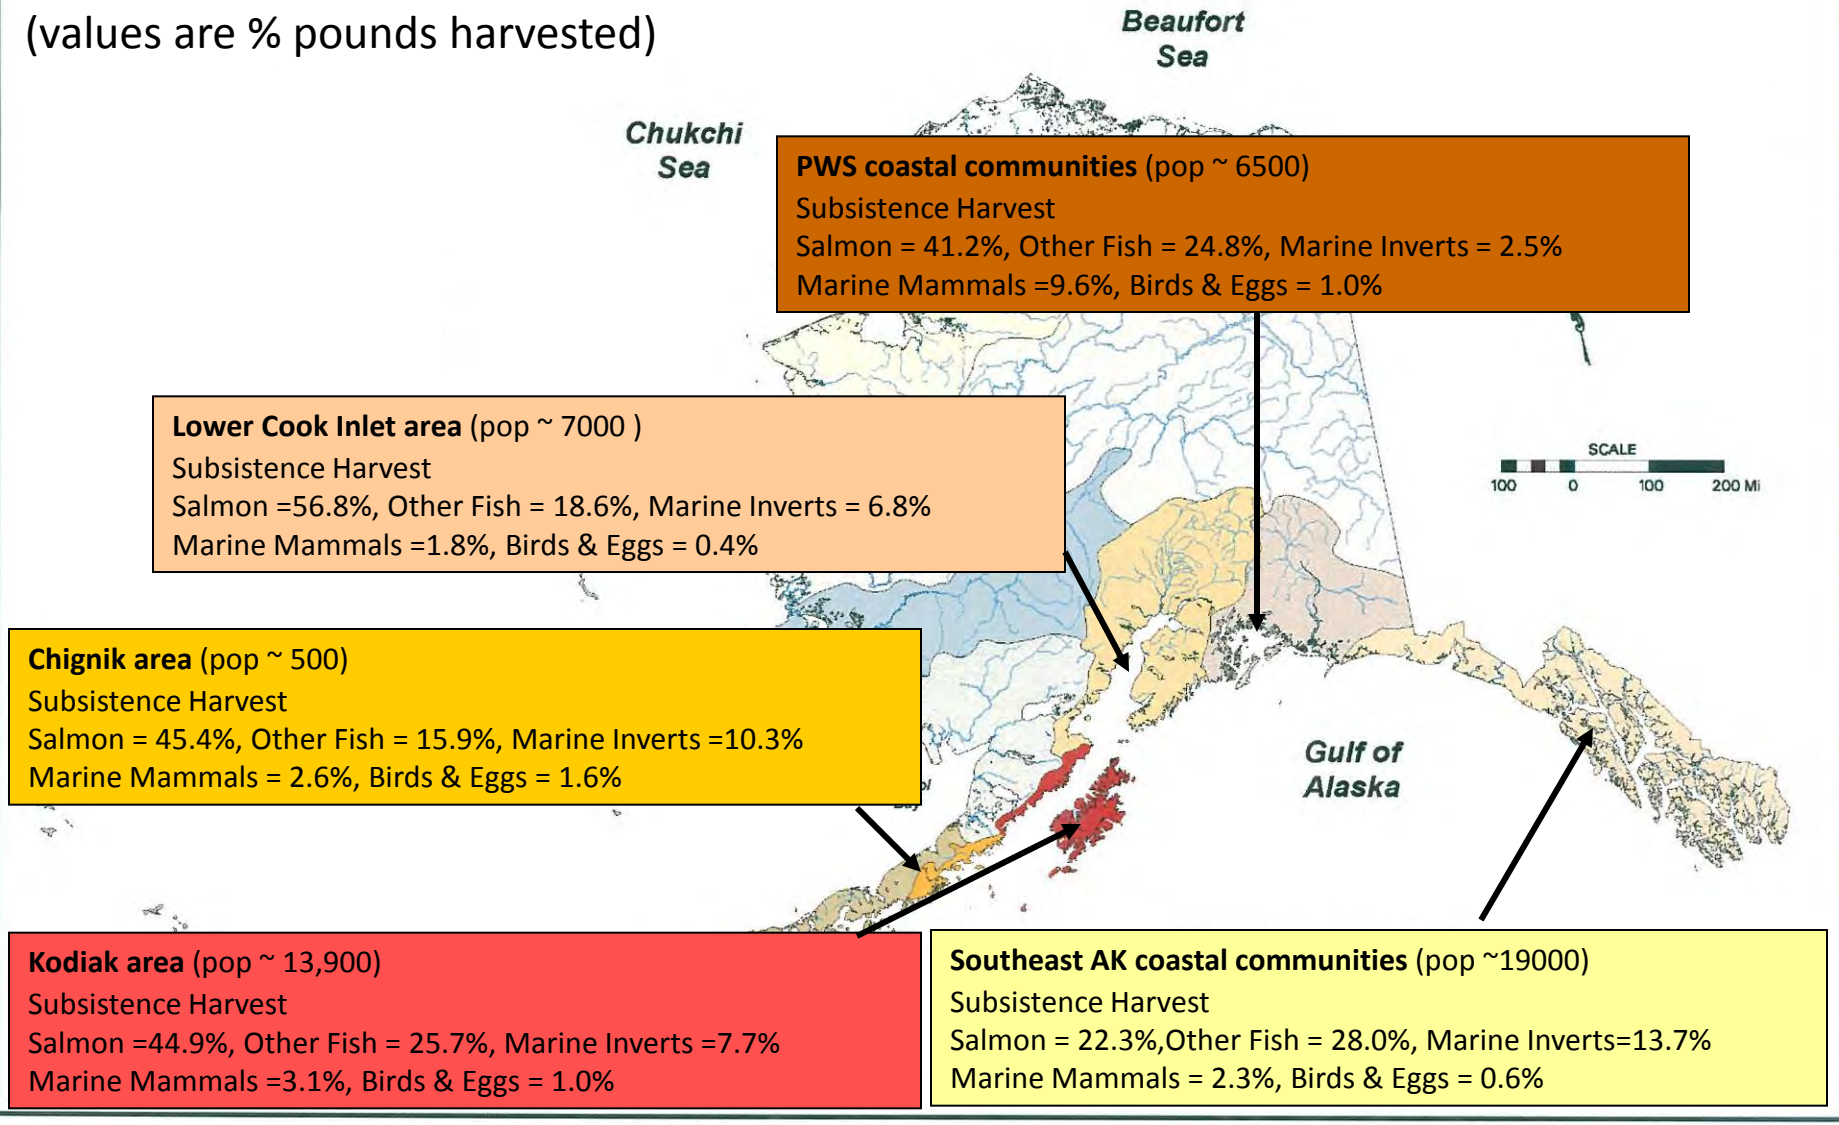 (values are % pounds harvested)
Beaufort
Sea
Chukchi
Sea
PWS coastal communities (pop ~ 6500)
Subsistence Harvest
Salmon = 41.2%, Other Fish = 24.8%, Marine Inverts = 2.5%
Marine Mammals =9.6%, Birds & Eggs = 1.0%
Lower Cook Inlet area (pop ~ 7000 )
Subsistence Harvest
Salmon =56.8%, Other Fish = 18.6%, Marine Inverts = 6.8%
Marine Mammals =1.8%, Birds & Eggs = 0.4%
SCALE
100 0 100 200 Mi
Chignik area (pop ~ 500)
Subsistence Harvest
Salmon = 45.4%, Other Fish = 15.9%, Marine Inverts =10.3%
Marine Mammals = 2.6%, Birds & Eggs = 1.6%
Gulf of
Alaska
Kodiak area (pop ~ 13,900)
Subsistence Harvest
Salmon =44.9%, Other Fish = 25.7%, Marine Inverts =7.7%
Marine Mammals =3.1%, Birds & Eggs = 1.0%
Southeast AK coastal communities (pop ~19000)
Subsistence Harvest
Salmon = 22.3%,Other Fish = 28.0%, Marine Inverts=13.7%
Marine Mammals = 2.3%, Birds & Eggs = 0.6%